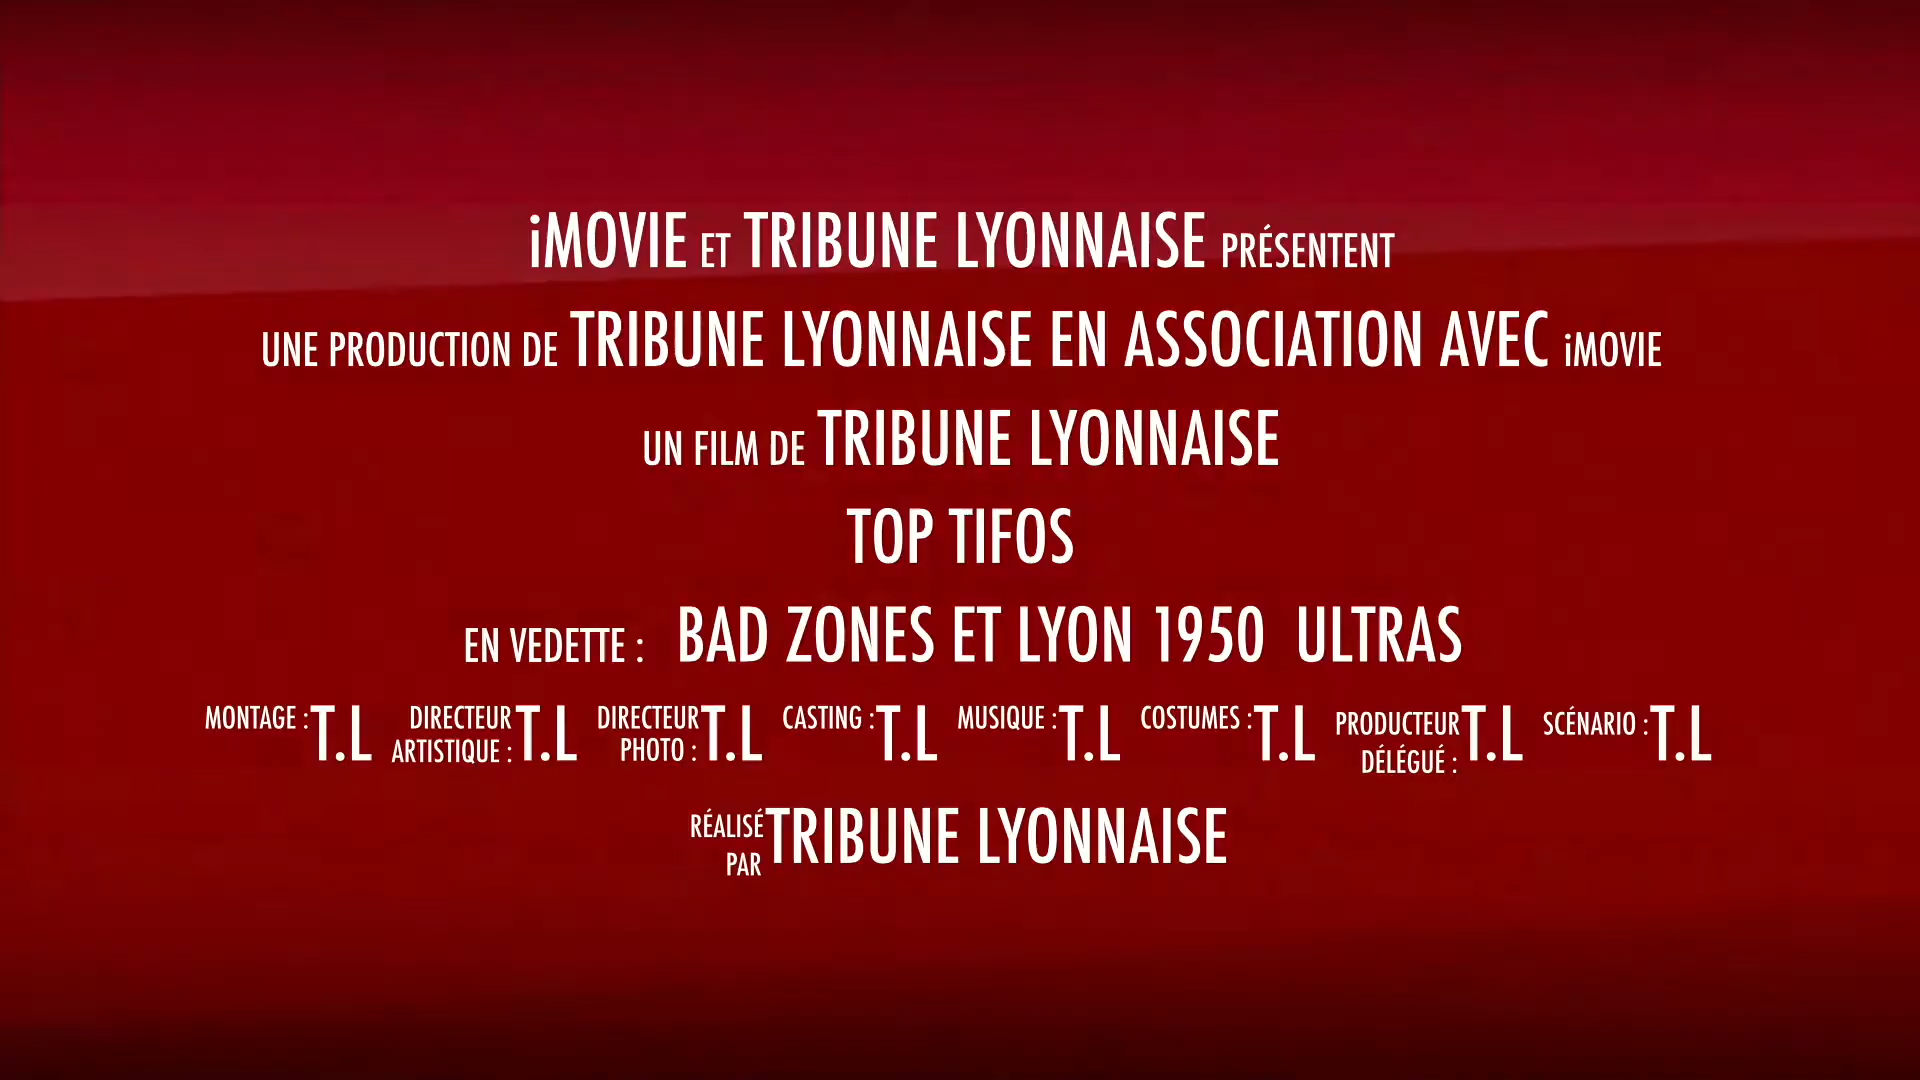 iMOVIE ET TRIBUNE LYONNAISE PRÉSENTENT
UNE PRODUCTION DE TRIBUNE LYONNAISE EN ASSOCIATION AVEC iMOVIE
UN FILM DE TRIBUNE LYONNAISE
TOP TIFOS
EN VEDETTE : BAD ZONES ET LYON 1950 ULTRAS
MONTAGE : T.L DIRECTEUR ARTISTIQUE : T.L DIRECTEUR PHOTO : T.L CASTING : T.L MUSIQUE : T.L COSTUMES : T.L PRODUCTEUR DÉLÉGUÉ : T.L SCÉNARIO : T.L
RÉALISÉ PAR TRIBUNE LYONNAISE